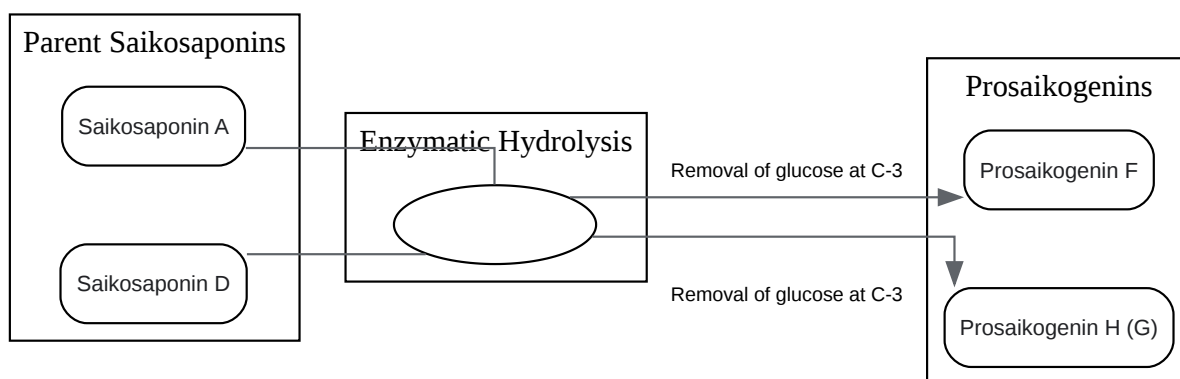 Parent Saikosaponins
Saikosaponin A
Saikosaponin D
Enzymatic Hydrolysis
Removal of glucose at C-3
Removal of glucose at C-3
Prosaikogenins
Prosaikogenin F
Prosaikogenin H (G)